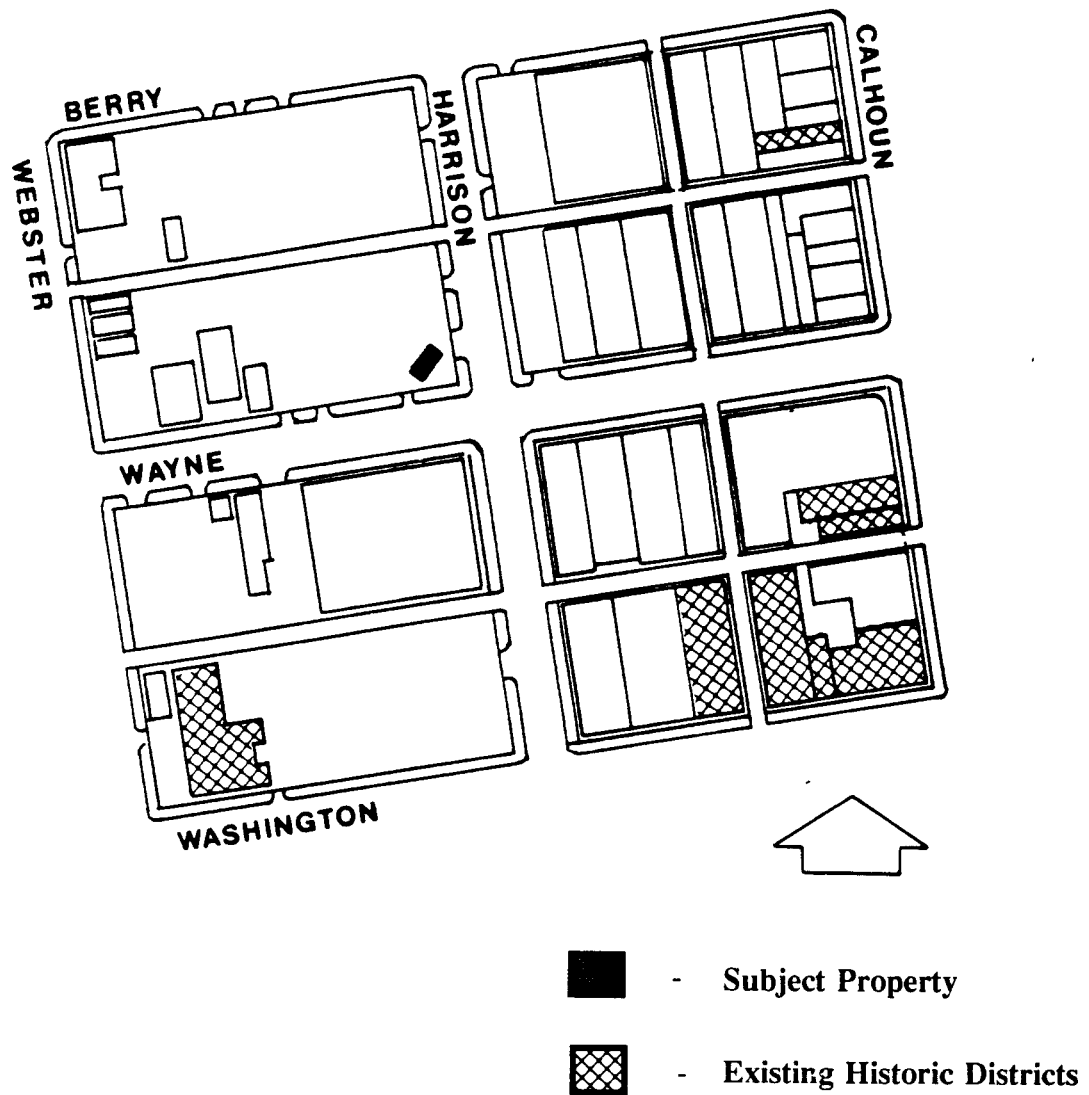 BERRY
HARRISON
CALHOUN
WEBSTER
WAYNE
WASHINGTON
- Subject Property
- Existing Historic Districts